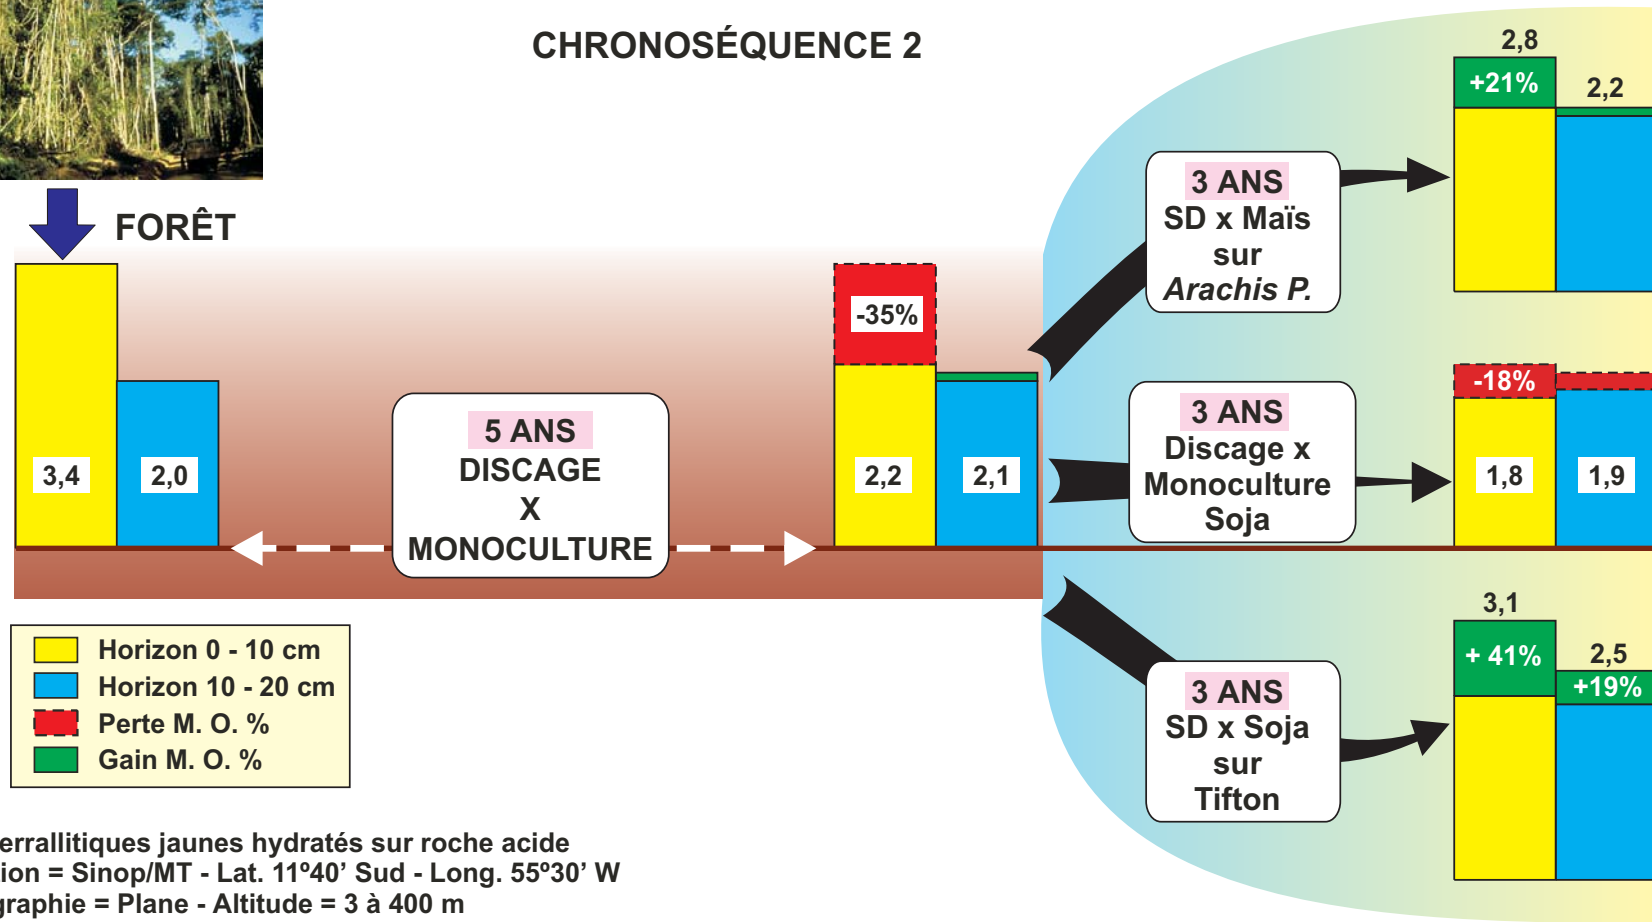 CHRONOSÉQUENCE 2
FORÊT
3,4
2,0
5 ANS
DISCAGE
X
MONOCULTURE
-35%
2,2
2,1
3 ANS
SD x Maïs
sur
Arachis P.
2,8
+21%
2,2
3 ANS
Discage x
Monoculture
Soja
-18%
1,8
1,9
3 ANS
SD x Soja
sur
Tifton
3,1
+ 41%
2,5
+19%
Horizon 0 - 10 cm
Horizon 10 - 20 cm
Perte M. O. %
Gain M. O. %
errallitiques jaunes hydratés sur roche acide
tion = Sinop/MT - Lat. 11º40’ Sud - Long. 55º30’ W
graphie = Plane - Altitude = 3 à 400 m